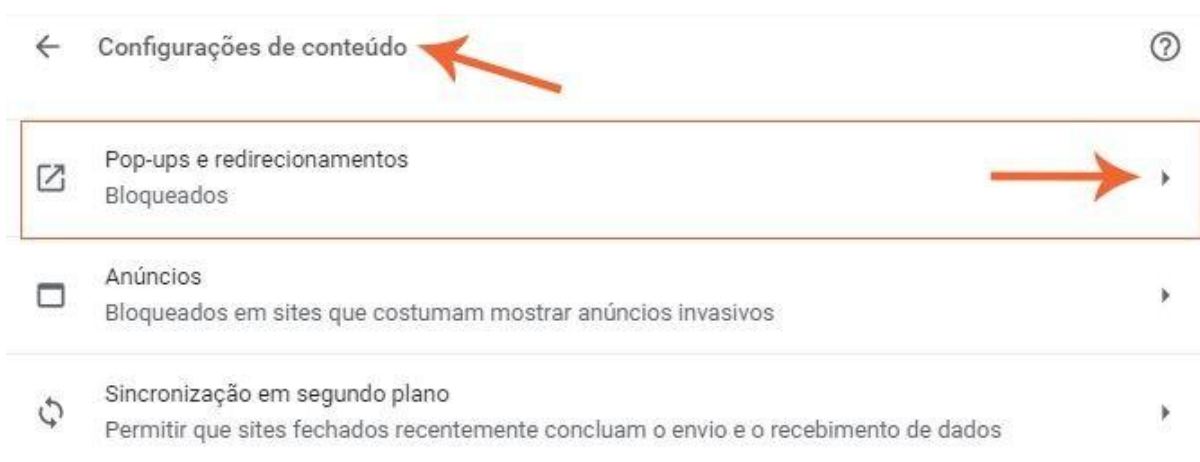 Configurações de conteúdo
Pop-ups e redirecionamentos
Bloqueados
Anúncios
Bloqueados em sites que costumam mostrar anúncios invasivos
Sincronização em segundo plano
Permitir que sites fechados recentemente concluam o envio e o recebimento de dados